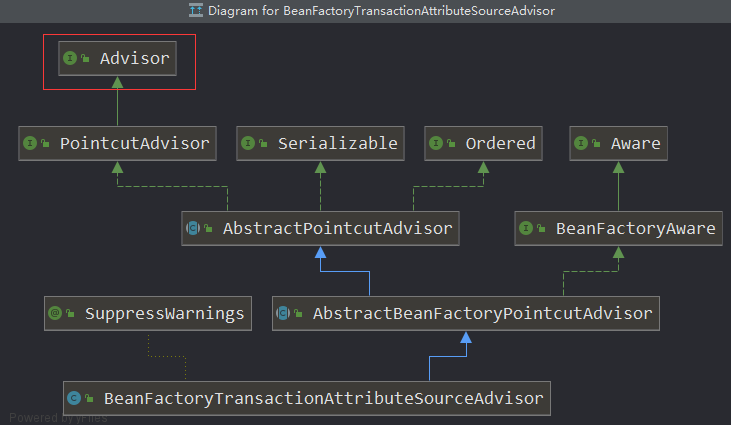 Diagram for BeanFactoryTransactionAttributeSourceAdvisor
I Advisor
I PointcutAdvisor
I Serializable
I Ordered
I Aware
C AbstractPointcutAdvisor
I BeanFactoryAware
@ SuppressWarnings
C AbstractBeanFactoryPointcutAdvisor
C BeanFactoryTransactionAttributeSourceAdvisor
Powered by yFiles